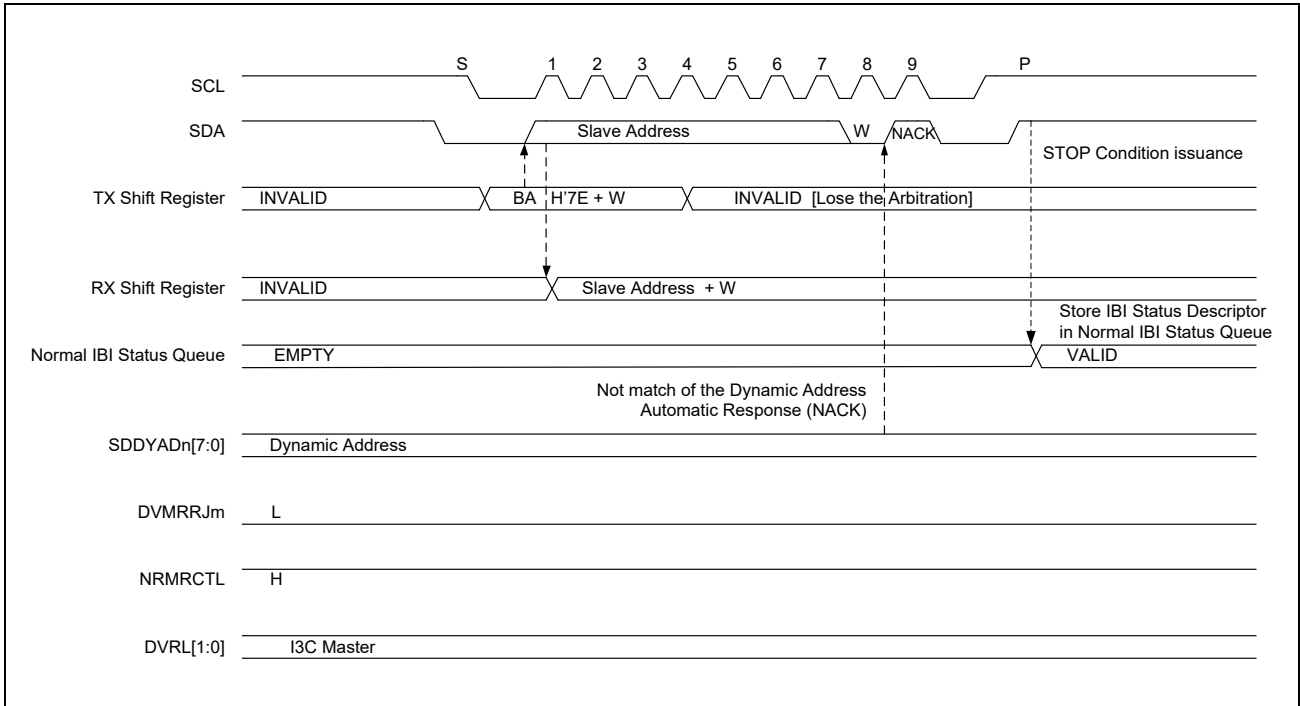 S 1 2 3 4 5 6 7 8 9 P
SCL
SDA Slave Address W NACK
STOP Condition issuance
TX Shift Register INVALID BA H'7E + W INVALID [Lose the Arbitration]
RX Shift Register INVALID Slave Address + W
Store IBI Status Descriptor
in Normal IBI Status Queue
Normal IBI Status Queue EMPTY VALID
Not match of the Dynamic Address
Automatic Response (NACK)
SDDYADn[7:0] Dynamic Address
DVMRRJm L
NRMRCTL H
DVRL[1:0] I3C Master